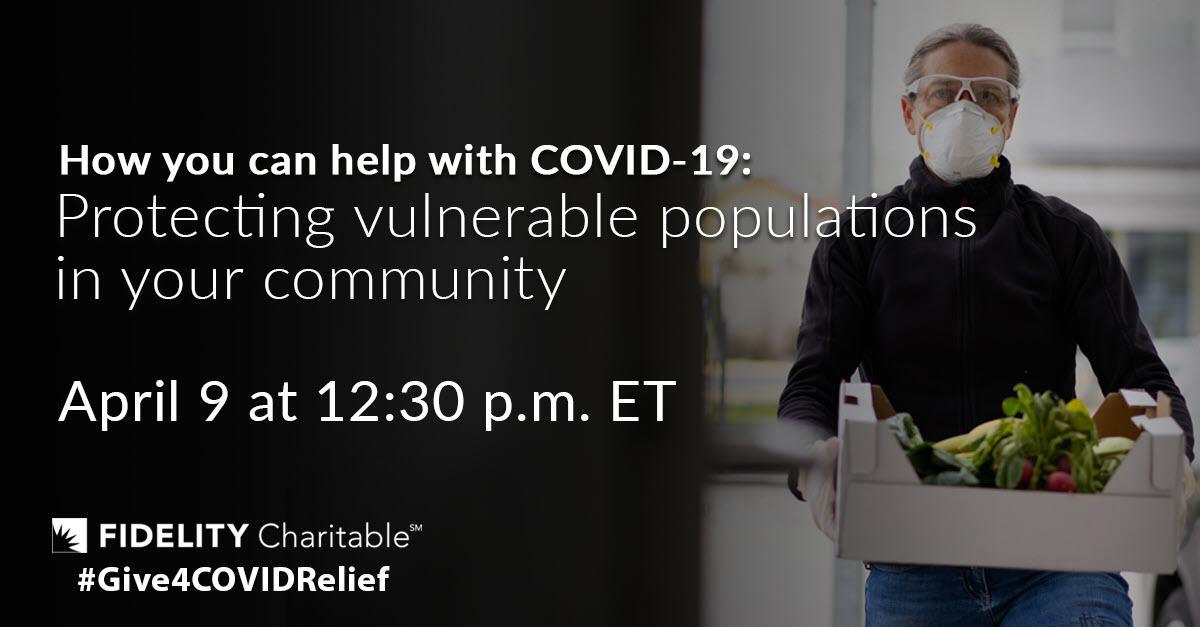 How you can help with COVID-19:
Protecting vulnerable populations
in your community
April 9 at 12:30 p.m. ET
FIDELITY Charitable℠
#Give4COVIDRelief